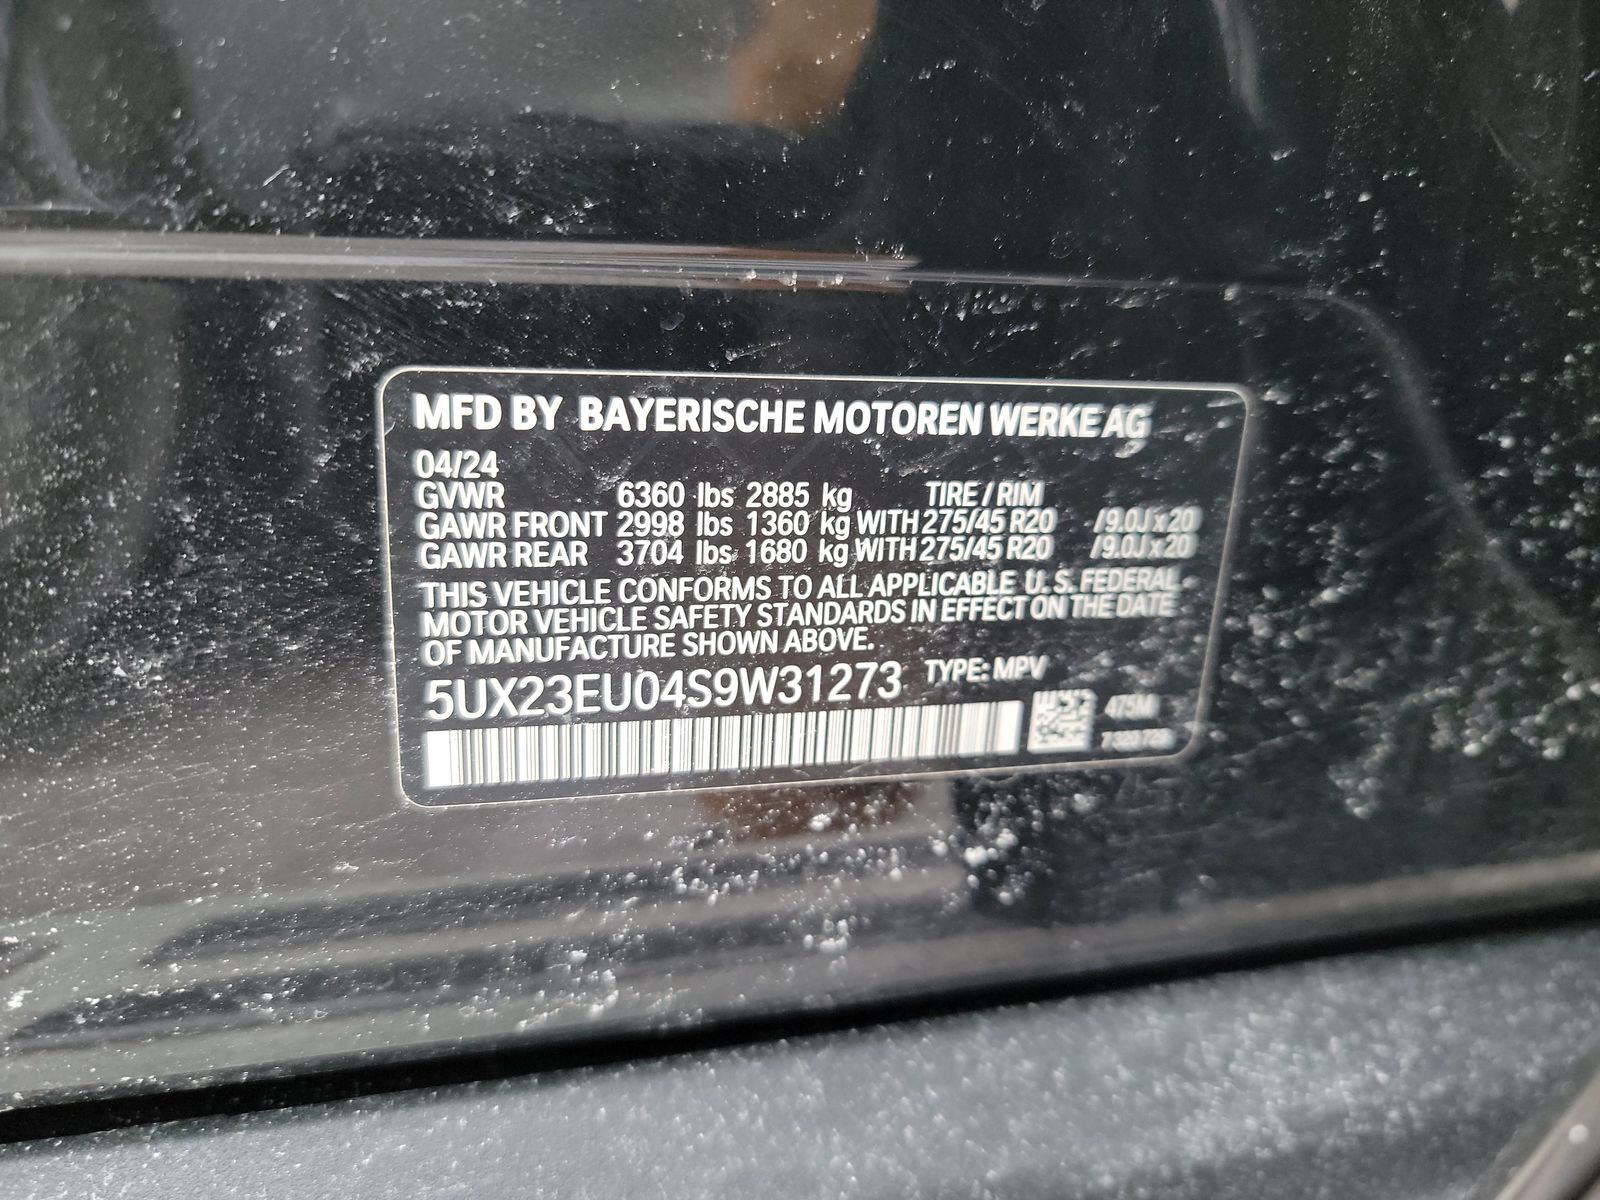 MFD BY BAYERISCHE MOTOREN WERKE AG
04/24
GVWR 6360 lbs 2885 kg TIRE / RIM
GAWR FRONT 2998 lbs 1360 kg WITH 275/45 R20 /9.0J x 20
GAWR REAR 3704 lbs 1680 kg WITH 275/45 R20 /9.0J x 20
THIS VEHICLE CONFORMS TO ALL APPLICABLE U.S. FEDERAL
MOTOR VEHICLE SAFETY STANDARDS IN EFFECT ON THE DATE
OF MANUFACTURE SHOWN ABOVE.
5UX23EU04S9W31273 TYPE: MPV
475M